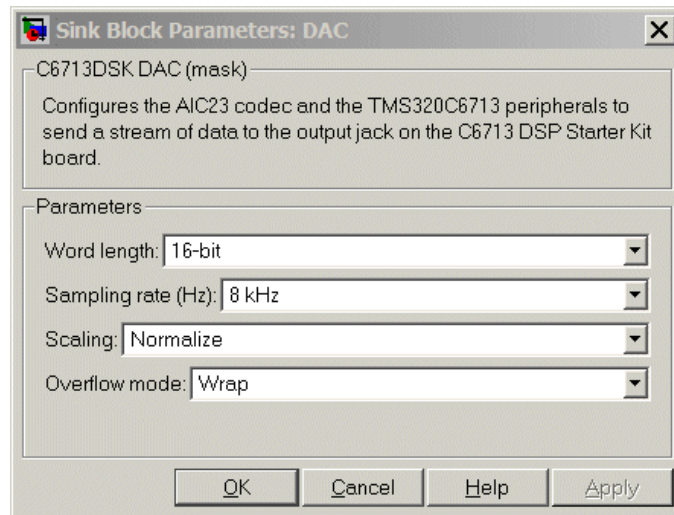 Sink Block Parameters: DAC
C6713DSK DAC (mask)
Configures the AIC23 codec and the TMS320C6713 peripherals to
send a stream of data to the output jack on the C6713 DSP Starter Kit
board.
Parameters
Word length: 16-bit
Sampling rate (Hz): 8 kHz
Scaling: Normalize
Overflow mode: Wrap
OK Cancel Help Apply